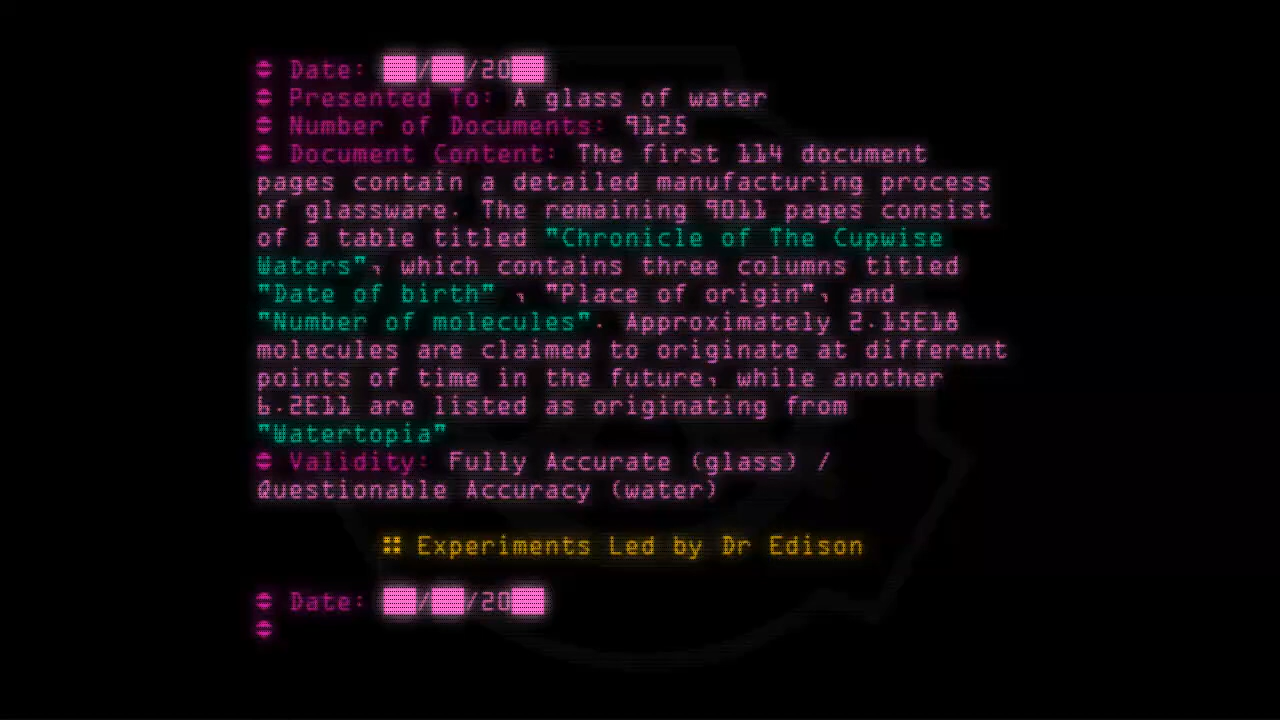 Date: ██/██/20██
Presented To: A glass of water
Number of Documents: 9125
Document Content: The first 114 document
pages contain a detailed manufacturing process
of glassware. The remaining 9011 pages consist
of a table titled "Chronicle of The Cupwise
Waters", which contains three columns titled
"Date of birth" , "Place of origin", and
"Number of molecules". Approximately 2.15E18
molecules are claimed to originate at different
points of time in the future, while another
6.2E11 are listed as originating from
"Watertopia"
Validity: Fully Accurate (glass) /
Questionable Accuracy (water)
:: Experiments Led by Dr Edison
Date: ██/██/20██